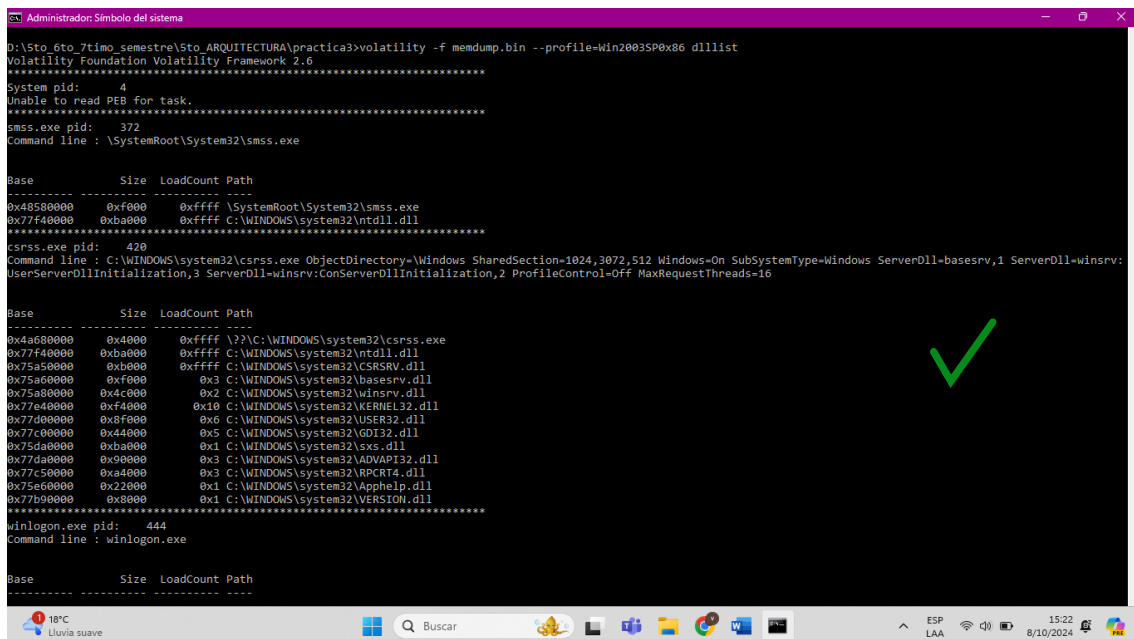 Administrador: Símbolo del sistema
D:\5to_6to_7timo_semestre\5to_ARQUITECTURA\practica3>volatility -f memdump.bin --profile=Win2003SP0x86 dlllist
Volatility Foundation Volatility Framework 2.6
************************************************************************
System pid:      4
Unable to read PEB for task.
************************************************************************
smss.exe pid:    372
Command line : \SystemRoot\System32\smss.exe
Base             Size  LoadCount Path
---------- ---------- ---------- ----
0x48580000     0xf000     0xffff \SystemRoot\System32\smss.exe
0x77f40000    0xba000     0xffff C:\WINDOWS\system32\ntdll.dll
************************************************************************
csrss.exe pid:    420
Command line : C:\WINDOWS\system32\csrss.exe ObjectDirectory=\Windows SharedSection=1024,3072,512 Windows=On SubSystemType=Windows ServerDll=basesrv,1 ServerDll=winsrv:
UserServerDllInitialization,3 ServerDll=winsrv:ConServerDllInitialization,2 ProfileControl=Off MaxRequestThreads=16
Base             Size  LoadCount Path
---------- ---------- ---------- ----
0x4a680000     0x4000     0xffff \??\C:\WINDOWS\system32\csrss.exe
0x77f40000    0xba000     0xffff C:\WINDOWS\system32\ntdll.dll
0x75a50000     0xb000     0xffff C:\WINDOWS\system32\CSRSRV.dll
0x75a60000     0xf000        0x3 C:\WINDOWS\system32\basesrv.dll
0x75a80000    0x4c000        0x2 C:\WINDOWS\system32\winsrv.dll
0x77e40000    0xf4000       0x10 C:\WINDOWS\system32\KERNEL32.dll
0x77d00000    0x8f000        0x6 C:\WINDOWS\system32\USER32.dll
0x77c00000    0x44000        0x5 C:\WINDOWS\system32\GDI32.dll
0x75da0000    0xba000        0x1 C:\WINDOWS\system32\sxs.dll
0x77da0000    0x90000        0x3 C:\WINDOWS\system32\ADVAPI32.dll
0x77c50000    0xa4000        0x3 C:\WINDOWS\system32\RPCRT4.dll
0x75e60000    0x22000        0x1 C:\WINDOWS\system32\Apphelp.dll
0x77b90000     0x8000        0x1 C:\WINDOWS\system32\VERSION.dll
************************************************************************
winlogon.exe pid:    444
Command line : winlogon.exe
Base             Size  LoadCount Path
---------- ---------- ---------- ----
1
18°C
Lluvia suave
Buscar
ESP
LAA
15:22
8/10/2024
PRE